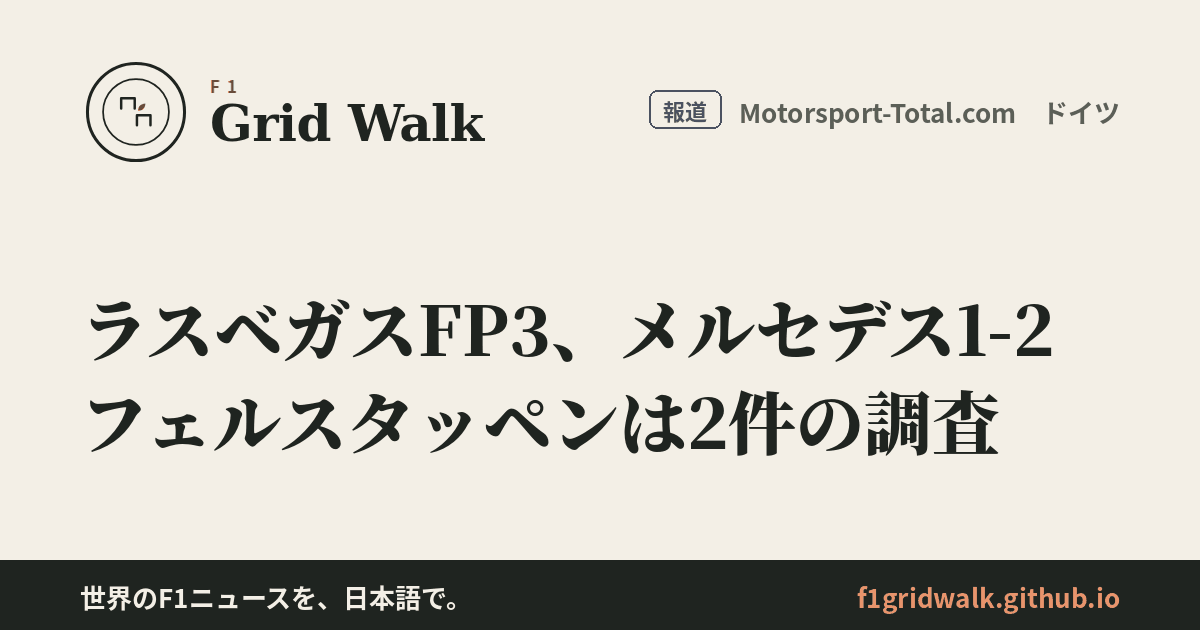 F1
Grid Walk
報道 Motorsport-Total.com ドイツ
ラスベガスFP3、メルセデス1-2
フェルスタッペンは2件の調査
世界のF1ニュースを、日本語で。
f1gridwalk.github.io